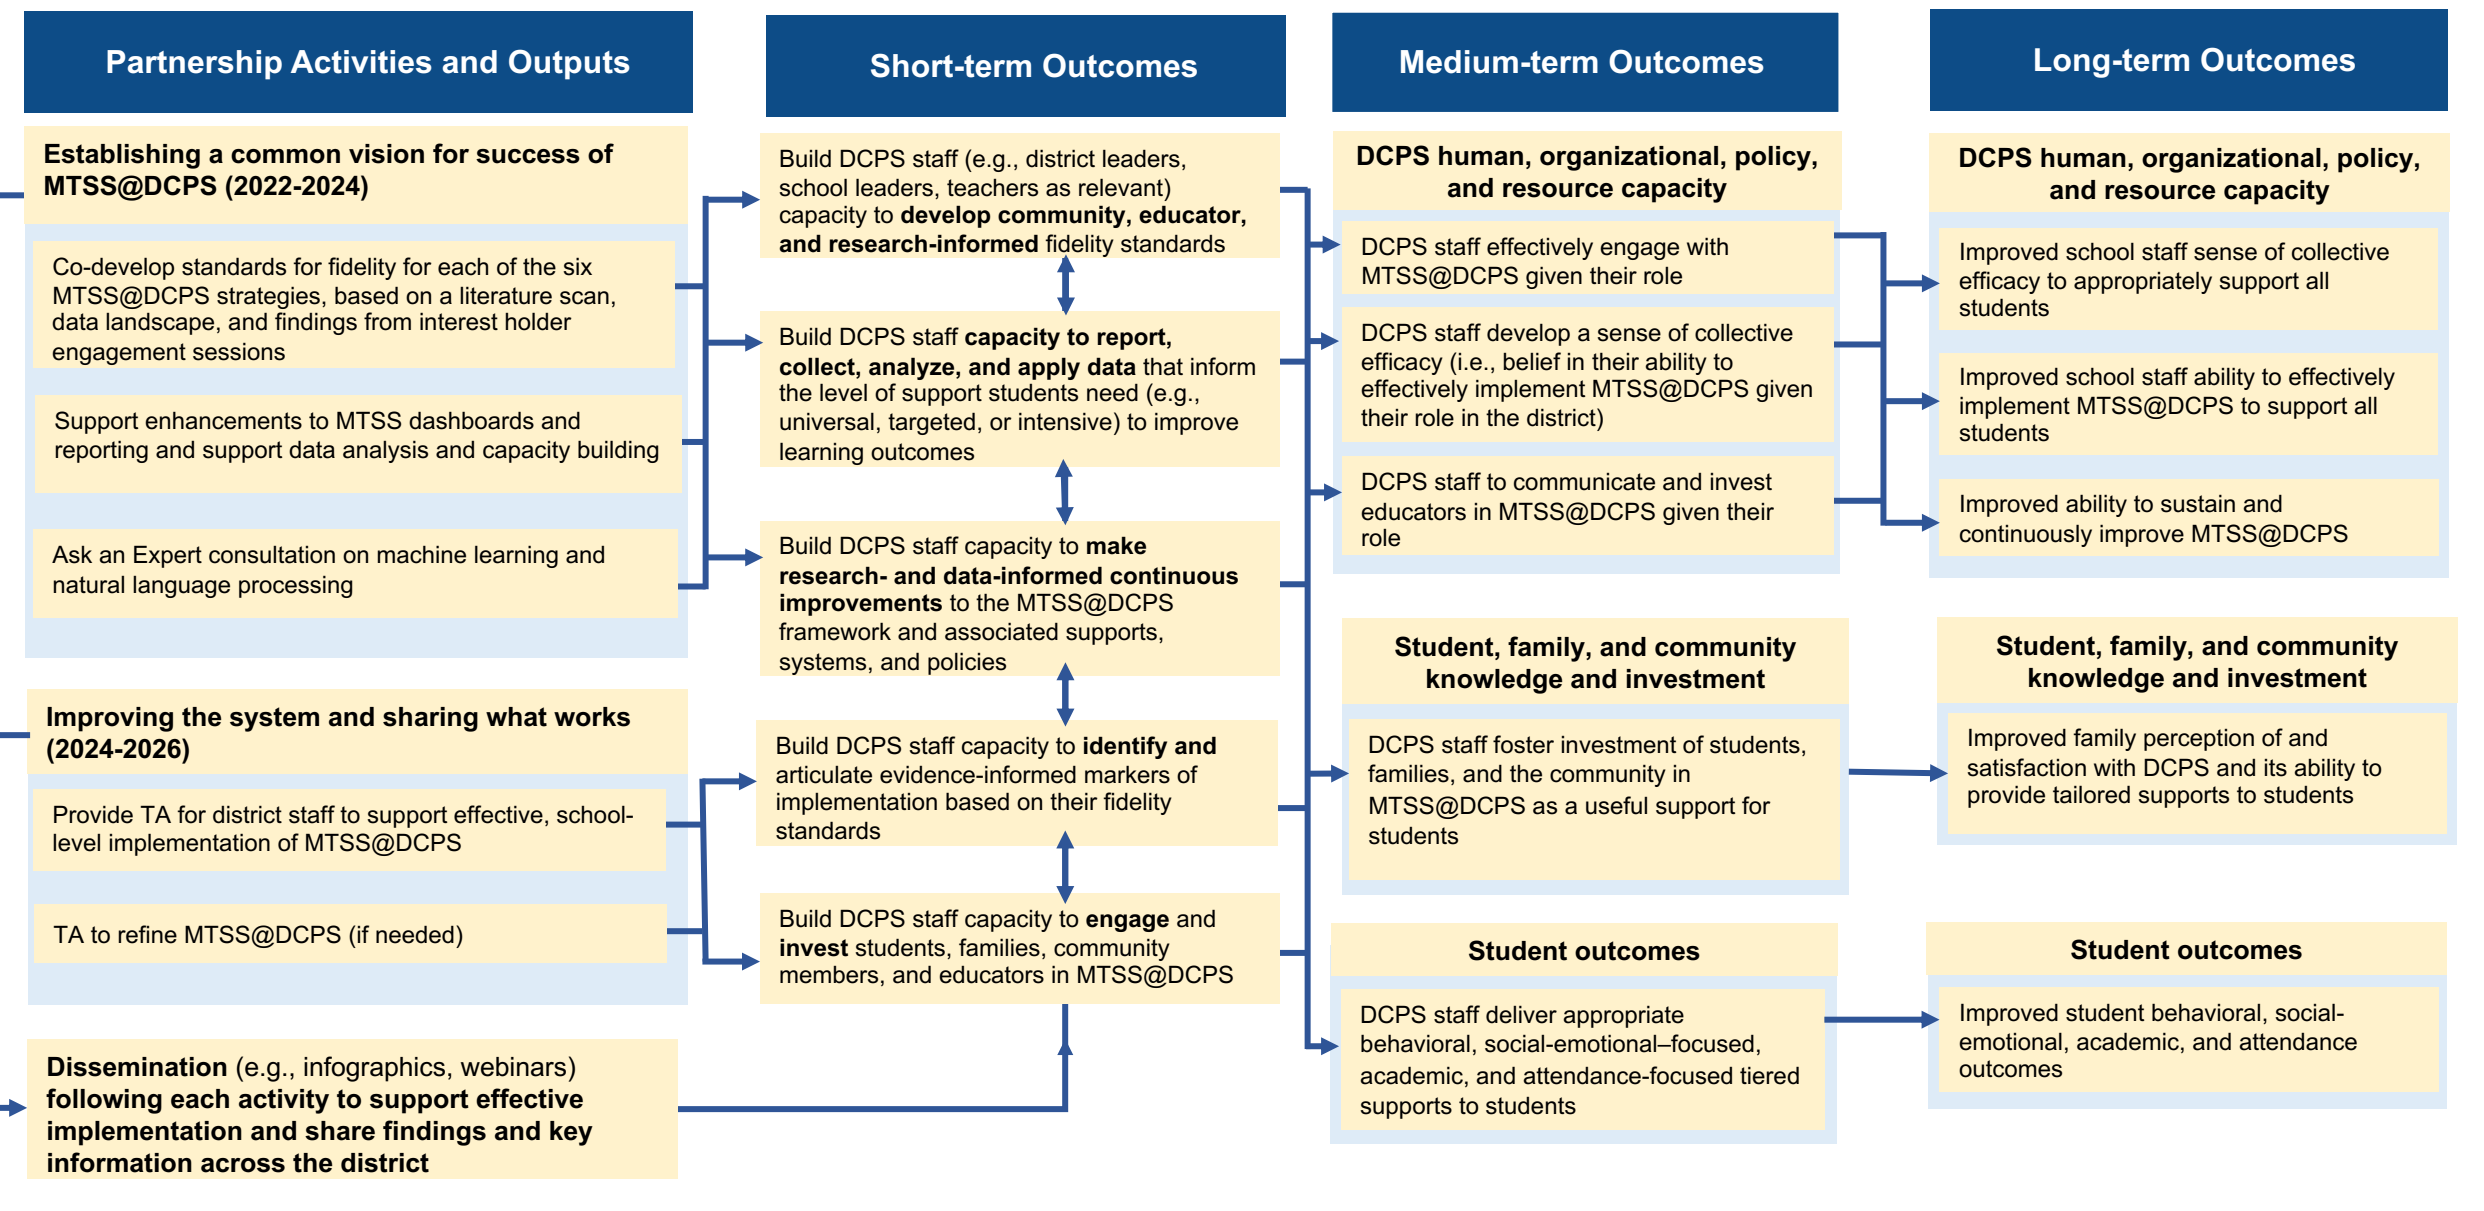 Partnership Activities and Outputs
Establishing a common vision for success of
MTSS@DCPS (2022-2024)
Co-develop standards for fidelity for each of the six
MTSS@DCPS strategies, based on a literature scan,
data landscape, and findings from interest holder
engagement sessions
Support enhancements to MTSS dashboards and
reporting and support data analysis and capacity building
Ask an Expert consultation on machine learning and
natural language processing
Improving the system and sharing what works
(2024-2026)
Provide TA for district staff to support effective, school-
level implementation of MTSS@DCPS
TA to refine MTSS@DCPS (if needed)
Dissemination (e.g., infographics, webinars)
following each activity to support effective
implementation and share findings and key
information across the district
Short-term Outcomes
Build DCPS staff (e.g., district leaders,
school leaders, teachers as relevant)
capacity to develop community, educator,
and research-informed fidelity standards
Build DCPS staff capacity to report,
collect, analyze, and apply data that inform
the level of support students need (e.g.,
universal, targeted, or intensive) to improve
learning outcomes
Build DCPS staff capacity to make
research- and data-informed continuous
improvements to the MTSS@DCPS
framework and associated supports,
systems, and policies
Build DCPS staff capacity to identify and
articulate evidence-informed markers of
implementation based on their fidelity
standards
Build DCPS staff capacity to engage and
invest students, families, community
members, and educators in MTSS@DCPS
Medium-term Outcomes
DCPS human, organizational, policy,
and resource capacity
DCPS staff effectively engage with
MTSS@DCPS given their role
DCPS staff develop a sense of collective
efficacy (i.e., belief in their ability to
effectively implement MTSS@DCPS given
their role in the district)
DCPS staff to communicate and invest
educators in MTSS@DCPS given their
role
Student, family, and community
knowledge and investment
DCPS staff foster investment of students,
families, and the community in
MTSS@DCPS as a useful support for
students
Student outcomes
DCPS staff deliver appropriate
behavioral, social-emotional–focused,
academic, and attendance-focused tiered
supports to students
Long-term Outcomes
DCPS human, organizational, policy,
and resource capacity
Improved school staff sense of collective
efficacy to appropriately support all
students
Improved school staff ability to effectively
implement MTSS@DCPS to support all
students
Improved ability to sustain and
continuously improve MTSS@DCPS
Student, family, and community
knowledge and investment
Improved family perception of and
satisfaction with DCPS and its ability to
provide tailored supports to students
Student outcomes
Improved student behavioral, social-
emotional, academic, and attendance
outcomes